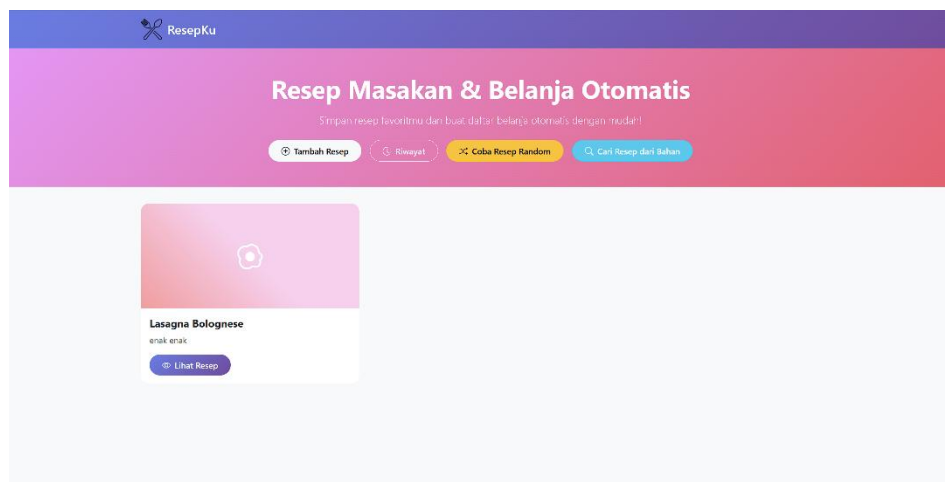 ResepKu
Resep Masakan & Belanja Otomatis
Simpan resep favoritmu dan buat daftar belanja otomatis dengan mudah!
Tambah Resep
Riwayat
Coba Resep Random
Cari Resep dari Bahan
Lasagna Bolognese
enak enak
Lihat Resep